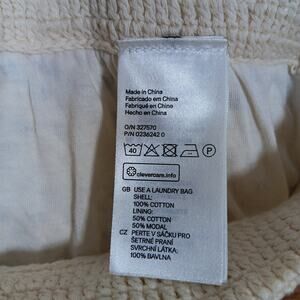 Made in China
Fabricado em China
Fabriqué en Chine
Hecho en China
O/N 327570
P/N 0236242 0
40
P
clevercare.info
GB USE A LAUNDRY BAG
SHELL:
100% COTTON
LINING:
50% COTTON
50% MODAL
CZ PERTE V SÁČKU PRO
ŠETRNÉ PRANÍ
SVRCHNÍ LÁTKA:
100% BAVLNA